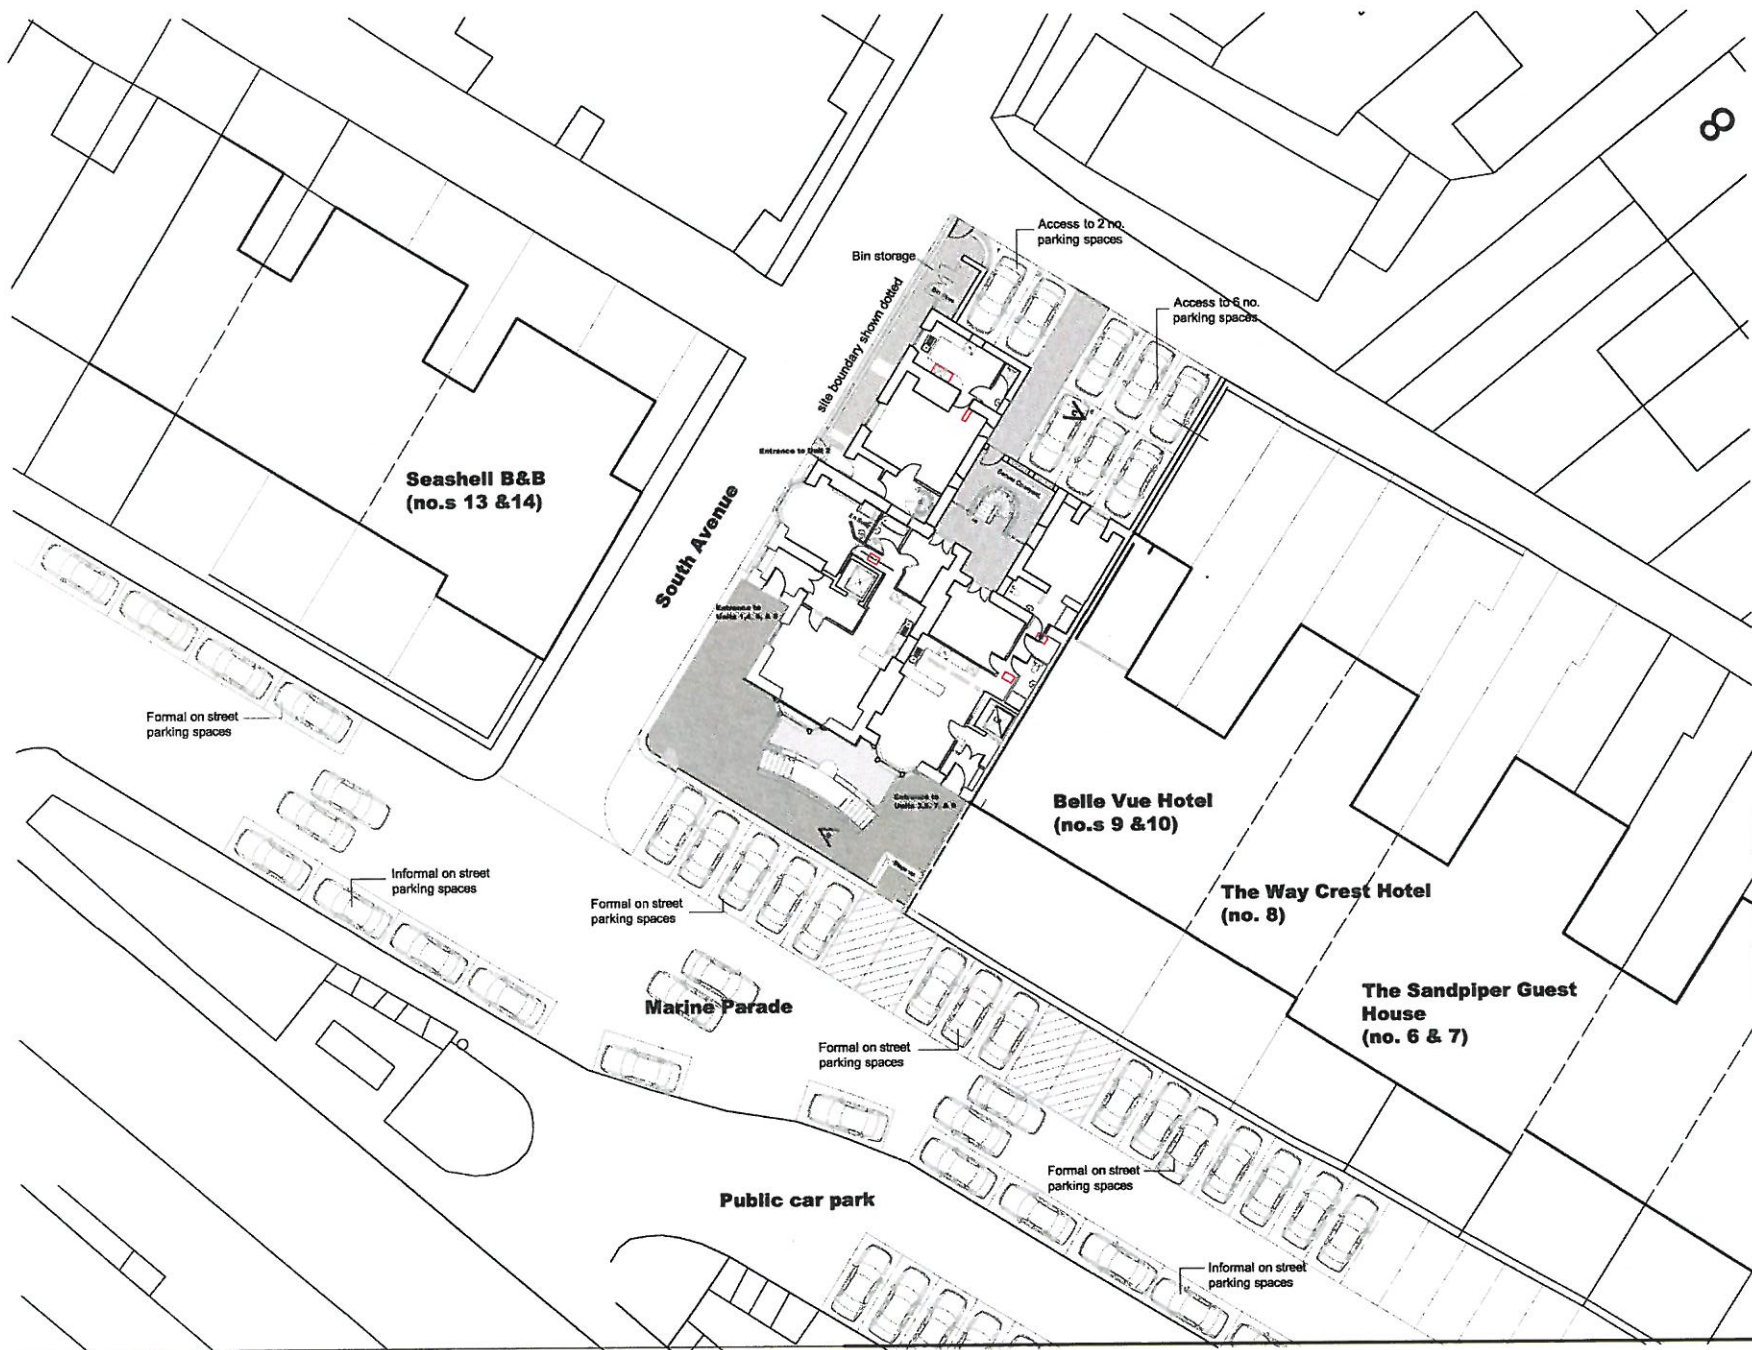 8
Access to 2 no.
parking spaces
Bin storage
site boundary shown dotted
Access to 6 no.
parking spaces
Entrance to Unit 2
Seashell B&B
(no.s 13 &14)
South Avenue
Entrance to
Formal on street
parking spaces
Entrance to
Belle Vue Hotel
(no.s 9 &10)
Informal on street
parking spaces
Formal on street
parking spaces
The Way Crest Hotel
(no. 8)
Marine Parade
The Sandpiper Guest
House
(no. 6 & 7)
Formal on street
parking spaces
Formal on street
parking spaces
Public car park
Informal on street
parking spaces